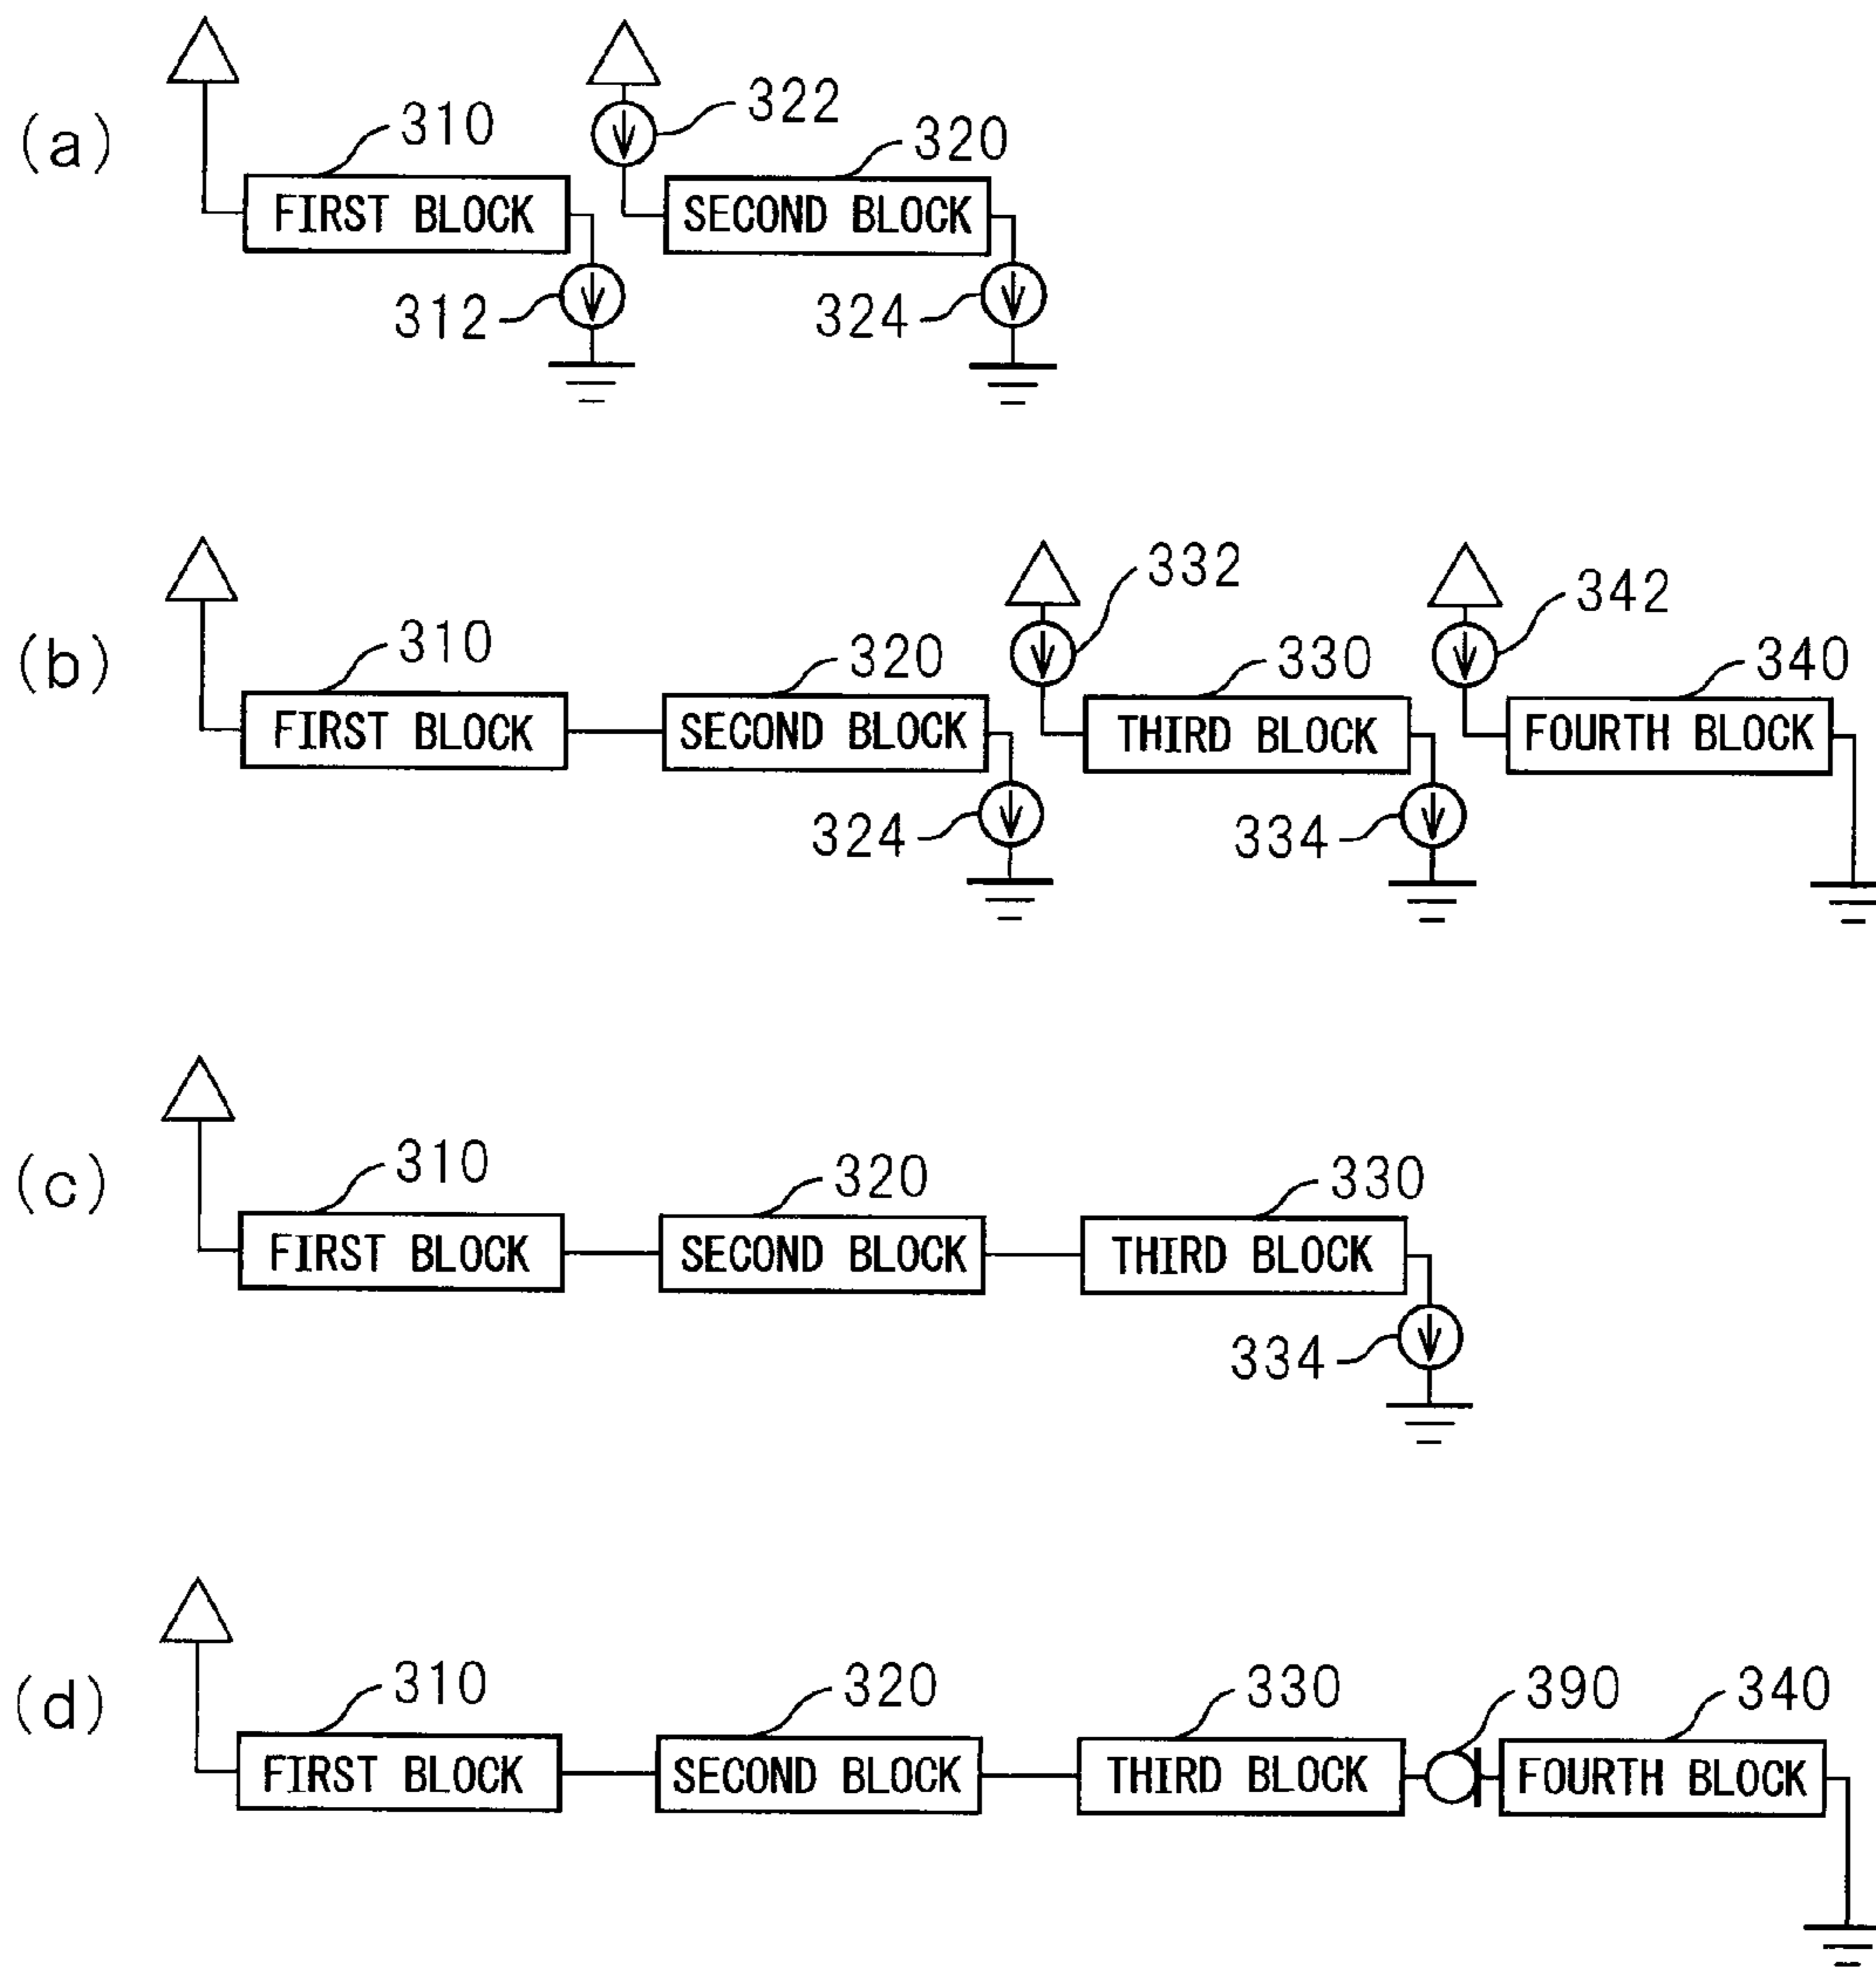 (a)
310
322
320
FIRST BLOCK
SECOND BLOCK
312
324
(b)
310
320
332
330
342
340
FIRST BLOCK
SECOND BLOCK
THIRD BLOCK
FOURTH BLOCK
324
334
(c)
310
320
330
FIRST BLOCK
SECOND BLOCK
THIRD BLOCK
334
(d)
310
320
330
390
340
FIRST BLOCK
SECOND BLOCK
THIRD BLOCK
FOURTH BLOCK